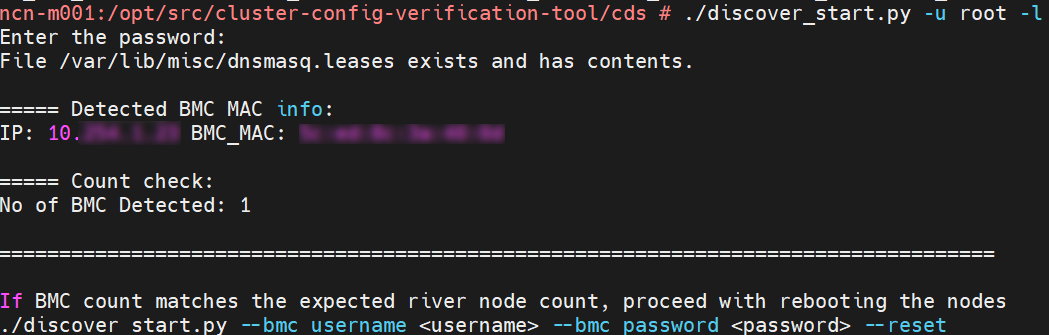 ncn-m001:/opt/src/cluster-config-verification-tool/cds # ./discover_start.py -u root -l
Enter the password:
File /var/lib/misc/dnsmasq.leases exists and has contents.
===== Detected BMC MAC info:
IP: 10. BMC_MAC:
===== Count check:
No of BMC Detected: 1
===================================================================================
If BMC count matches the expected river node count, proceed with rebooting the nodes
./discover_start.py --bmc_username <username> --bmc_password <password> --reset